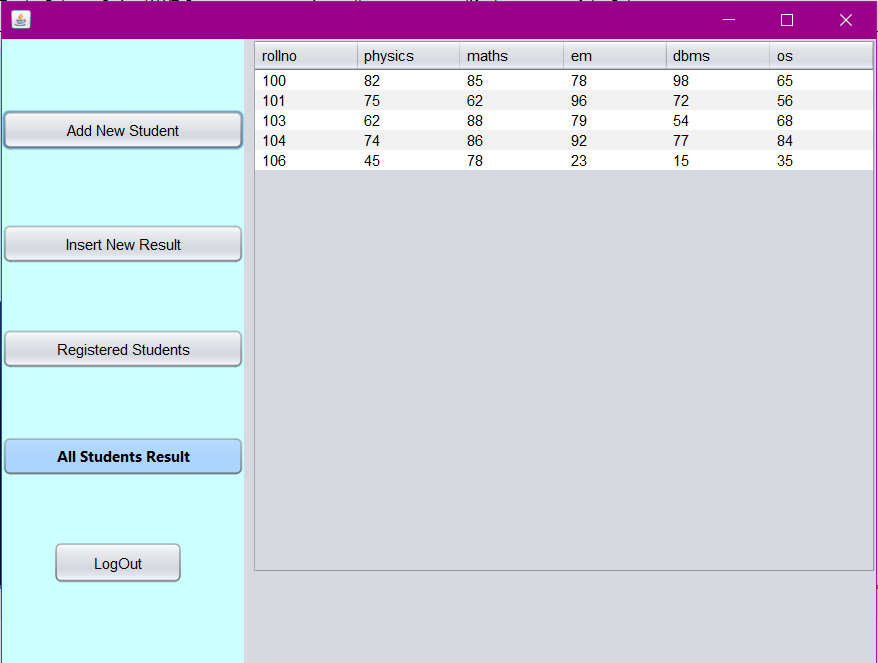 rollno physics maths em dbms os
100 82 85 78 98 65
101 75 62 96 72 56
103 62 88 79 54 68
104 74 86 92 77 84
106 45 78 23 15 35
Add New Student
Insert New Result
Registered Students
All Students Result
LogOut